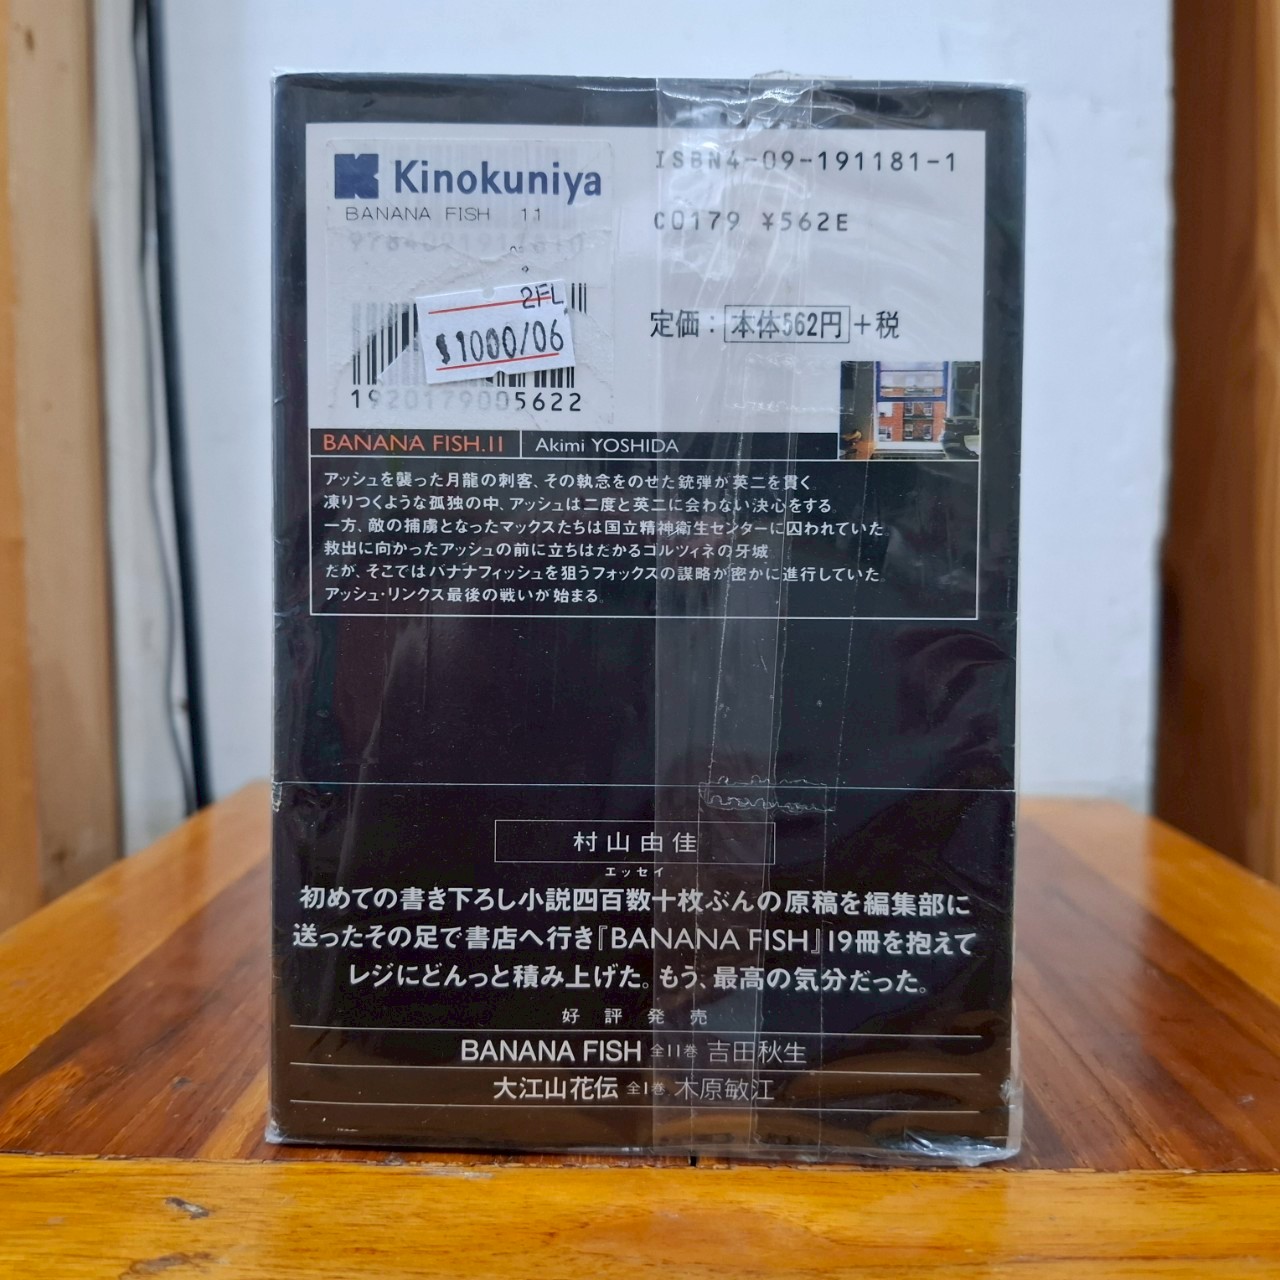 Kinokuniya
BANANA FISH 11
2FL
$1000/06
1920179005622
ISBN4-09-191181-1
C0179 ¥562E
定価：本体562円＋税
BANANA FISH.11
Akimi YOSHIDA
アッシュを襲った月龍の刺客、その執念をのせた銃弾が英二を貫く。
凍りつくような孤独の中、アッシュは二度と英二に会わない決心をする。
一方、敵の捕虜となったマックスたちは国立精神衛生センターに囚われていた。
救出に向かったアッシュの前に立ちはだかるゴルツィネの牙城。
だが、そこではバナナフィッシュを狙うフォックスの謀略が密かに進行していた。
アッシュ・リンクス最後の戦いが始まる。
村山由佳
エッセイ
初めての書き下ろし小説四百数十枚ぶんの原稿を編集部に
送ったその足で書店へ行き『BANANA FISH』19冊を抱えて
レジにどんっと積み上げた。もう、最高の気分だった。
好評発売
BANANA FISH 全11巻 吉田秋生
大江山花伝 全1巻 木原敏江